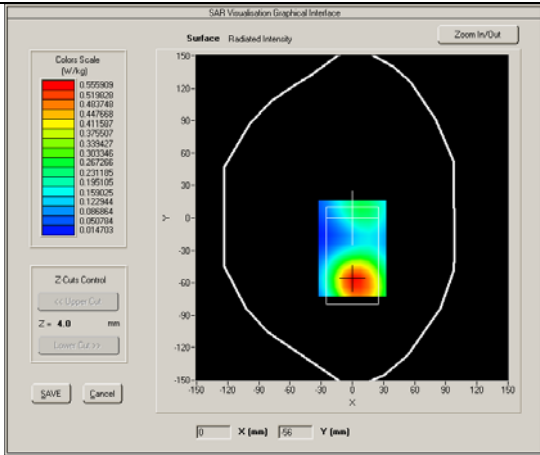 SAR Visualisation Graphical Interface
Surface Radiated Intensity
Zoom In/Out
Colors Scale
(W/kg)
0.555909
0.519828
0.483748
0.447668
0.411587
0.375507
0.339427
0.303346
0.267266
0.231185
0.195105
0.159025
0.122944
0.086864
0.050784
0.014703
Z Cuts Control
<< Upper Cut
Z = 4.0 mm
Lower Cut >>
SAVE Cancel
150
120
90
60
30
0
-30
-60
-90
-120
-150
Y
-150 -120 -90 -60 -30 0 30 60 90 120 150
X
0 X (mm) -56 Y (mm)